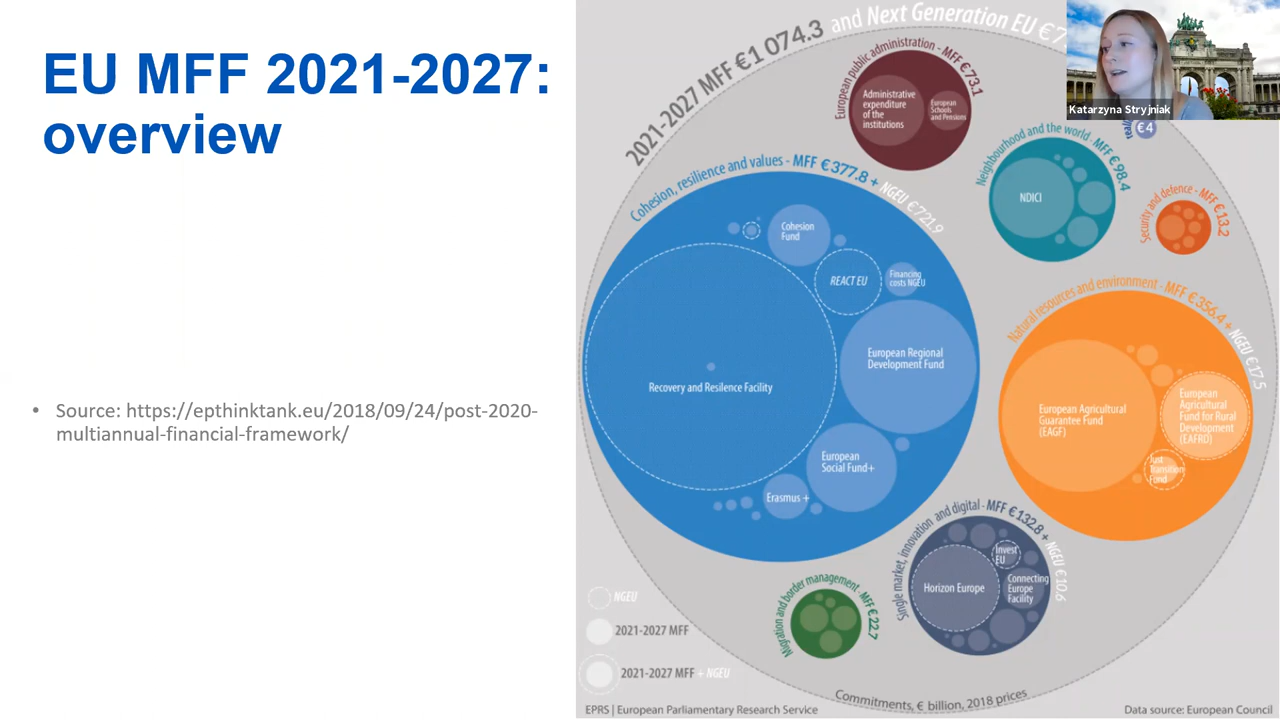 EU MFF 2021-2027:
overview
• Source: https://epthinktank.eu/2018/09/24/post-2020-
multiannual-financial-framework/
2021-2027 MFF €1 074.3 and Next Generation EU €7
European public administration - MFF €73.1
Administrative
expenditure
of the
institutions
European
Schools
and Pensions
Katarzyna Stryjniak
€4
Neighbourhood and the world - MFF €98.4
NDICI
Security and defence - MFF €13.2
Cohesion, resilience and values - MFF €377.8 + NGEU €721.9
Cohesion
Fund
REACT EU
Financing
costs NGEU
European Regional
Development Fund
Recovery and Resilence Facility
European
Social Fund+
Erasmus +
Natural resources and environment - MFF €356.4 + NGEU €17.5
European Agricultural
Guarantee Fund
(EAGF)
European
Agricultural
Fund for Rural
Development
(EAFRD)
Just
Transition
Fund
Single market, innovation and digital - MFF €132.8 + NGEU €10.6
Invest
EU
Horizon Europe
Connecting
Europe
Facility
Migration and border management - MFF €22.7
NGEU
2021-2027 MFF
2021-2027 MFF + NGEU
Commitments, € billion, 2018 prices
EPRS | European Parliamentary Research Service
Data source: European Council